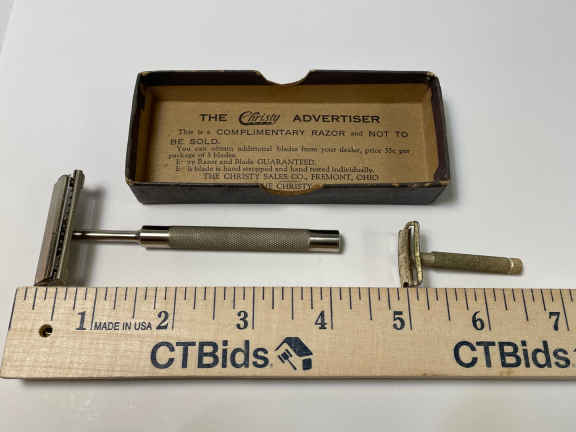 THE Christy ADVERTISER
This is a COMPLIMENTARY RAZOR and NOT TO
BE SOLD.
You can obtain additional blades from your dealer, price 35c per
package of 5 blades.
Razor and Blade GUARANTEED.
blade is hand stropped and hand tested individually.
THE CHRISTY SALES CO., FREMONT, OHIO
THE CHRISTY
1 MADE IN USA 2 3 4 5 6 7
CTBids CTBids